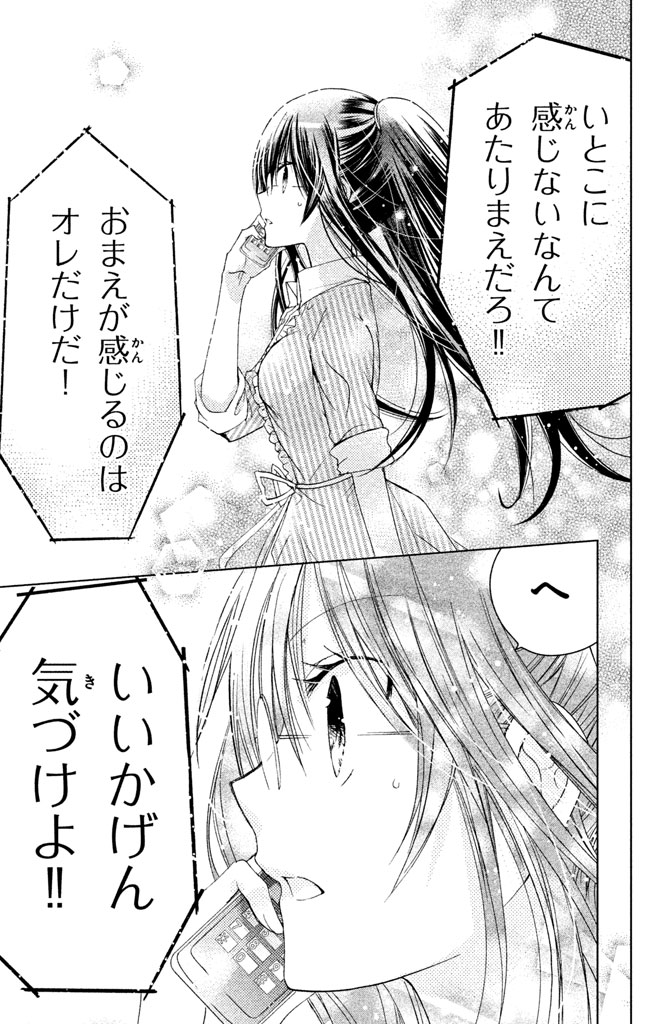 いとこに
感じないなんて
あたりまえだろ!!
おまえが感じるのは
オレだけだ！
へ
いいかげん
気づけよ!!